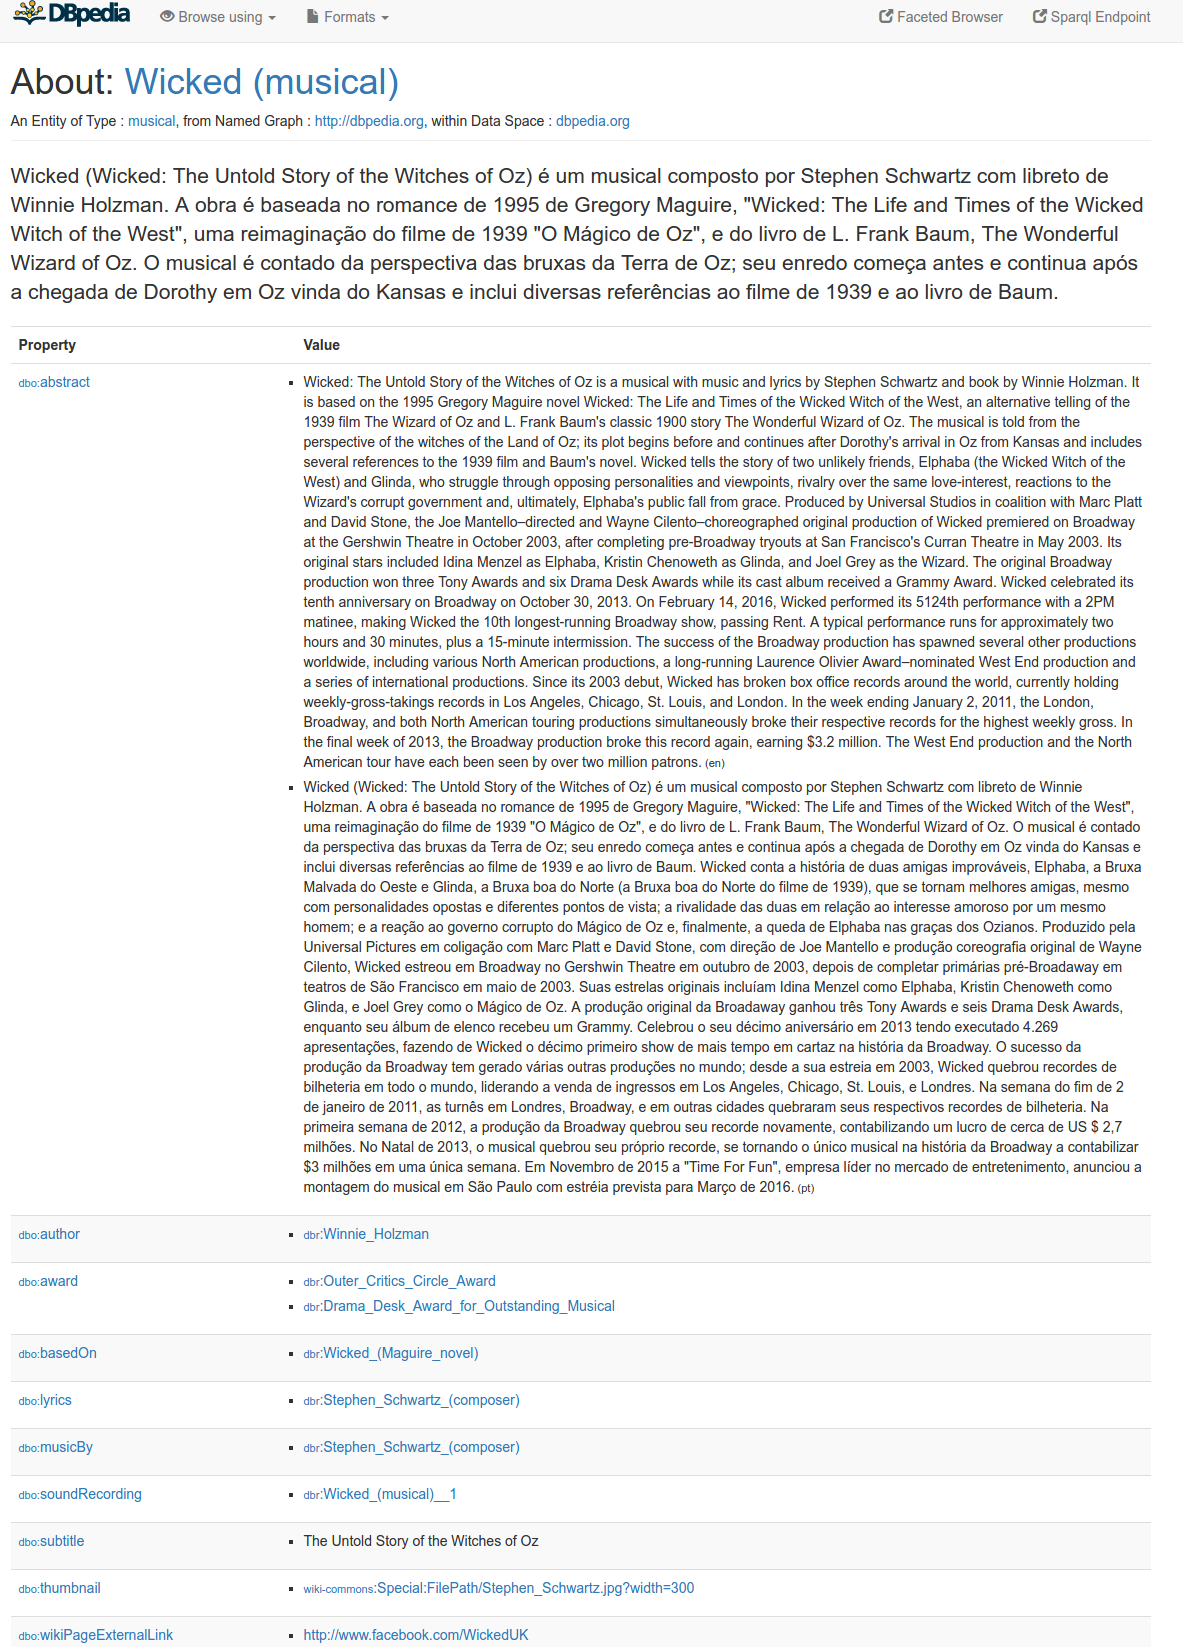 DBpedia Browse using Formats Faceted Browser Sparql Endpoint
About: Wicked (musical)
An Entity of Type : musical, from Named Graph : http://dbpedia.org, within Data Space : dbpedia.org
Wicked (Wicked: The Untold Story of the Witches of Oz) é um musical composto por Stephen Schwartz com libreto de
Winnie Holzman. A obra é baseada no romance de 1995 de Gregory Maguire, "Wicked: The Life and Times of the Wicked
Witch of the West", uma reimaginação do filme de 1939 "O Mágico de Oz", e do livro de L. Frank Baum, The Wonderful
Wizard of Oz. O musical é contado da perspectiva das bruxas da Terra de Oz; seu enredo começa antes e continua após
a chegada de Dorothy em Oz vinda do Kansas e inclui diversas referências ao filme de 1939 e ao livro de Baum.
Property Value
dbo:abstract
Wicked: The Untold Story of the Witches of Oz is a musical with music and lyrics by Stephen Schwartz and book by Winnie Holzman. It
is based on the 1995 Gregory Maguire novel Wicked: The Life and Times of the Wicked Witch of the West, an alternative telling of the
1939 film The Wizard of Oz and L. Frank Baum's classic 1900 story The Wonderful Wizard of Oz. The musical is told from the
perspective of the witches of the Land of Oz; its plot begins before and continues after Dorothy's arrival in Oz from Kansas and includes
several references to the 1939 film and Baum's novel. Wicked tells the story of two unlikely friends, Elphaba (the Wicked Witch of the
West) and Glinda, who struggle through opposing personalities and viewpoints, rivalry over the same love-interest, reactions to the
Wizard's corrupt government and, ultimately, Elphaba's public fall from grace. Produced by Universal Studios in coalition with Marc Platt
and David Stone, the Joe Mantello–directed and Wayne Cilento–choreographed original production of Wicked premiered on Broadway
at the Gershwin Theatre in October 2003, after completing pre-Broadway tryouts at San Francisco's Curran Theatre in May 2003. Its
original stars included Idina Menzel as Elphaba, Kristin Chenoweth as Glinda, and Joel Grey as the Wizard. The original Broadway
production won three Tony Awards and six Drama Desk Awards while its cast album received a Grammy Award. Wicked celebrated its
tenth anniversary on Broadway on October 30, 2013. On February 14, 2016, Wicked performed its 5124th performance with a 2PM
matinee, making Wicked the 10th longest-running Broadway show, passing Rent. A typical performance runs for approximately two
hours and 30 minutes, plus a 15-minute intermission. The success of the Broadway production has spawned several other productions
worldwide, including various North American productions, a long-running Laurence Olivier Award–nominated West End production and
a series of international productions. Since its 2003 debut, Wicked has broken box office records around the world, currently holding
weekly-gross-takings records in Los Angeles, Chicago, St. Louis, and London. In the week ending January 2, 2011, the London,
Broadway, and both North American touring productions simultaneously broke their respective records for the highest weekly gross. In
the final week of 2013, the Broadway production broke this record again, earning $3.2 million. The West End production and the North
American tour have each been seen by over two million patrons. (en)
Wicked (Wicked: The Untold Story of the Witches of Oz) é um musical composto por Stephen Schwartz com libreto de Winnie
Holzman. A obra é baseada no romance de 1995 de Gregory Maguire, "Wicked: The Life and Times of the Wicked Witch of the West",
uma reimaginação do filme de 1939 "O Mágico de Oz", e do livro de L. Frank Baum, The Wonderful Wizard of Oz. O musical é contado
da perspectiva das bruxas da Terra de Oz; seu enredo começa antes e continua após a chegada de Dorothy em Oz vinda do Kansas e
inclui diversas referências ao filme de 1939 e ao livro de Baum. Wicked conta a história de duas amigas improváveis, Elphaba, a Bruxa
Malvada do Oeste e Glinda, a Bruxa boa do Norte (a Bruxa boa do Norte do filme de 1939), que se tornam melhores amigas, mesmo
com personalidades opostas e diferentes pontos de vista; a rivalidade das duas em relação ao interesse amoroso por um mesmo
homem; e a reação ao governo corrupto do Mágico de Oz e, finalmente, a queda de Elphaba nas graças dos Ozianos. Produzido pela
Universal Pictures em coligação com Marc Platt e David Stone, com direção de Joe Mantello e produção coreografia original de Wayne
Cilento, Wicked estreou em Broadway no Gershwin Theatre em outubro de 2003, depois de completar primárias pré-Broadaway em
teatros de São Francisco em maio de 2003. Suas estrelas originais incluíam Idina Menzel como Elphaba, Kristin Chenoweth como
Glinda, e Joel Grey como o Mágico de Oz. A produção original da Broadaway ganhou três Tony Awards e seis Drama Desk Awards,
enquanto seu álbum de elenco recebeu um Grammy. Celebrou o seu décimo aniversário em 2013 tendo executado 4.269
apresentações, fazendo de Wicked o décimo primeiro show de mais tempo em cartaz na história da Broadway. O sucesso da
produção da Broadway tem gerado várias outras produções no mundo; desde a sua estreia em 2003, Wicked quebrou recordes de
bilheteria em todo o mundo, liderando a venda de ingressos em Los Angeles, Chicago, St. Louis, e Londres. Na semana do fim de 2
de janeiro de 2011, as turnês em Londres, Broadway, e em outras cidades quebraram seus respectivos recordes de bilheteria. Na
primeira semana de 2012, a produção da Broadway quebrou seu recorde novamente, contabilizando um lucro de cerca de US $ 2,7
milhões. No Natal de 2013, o musical quebrou seu próprio recorde, se tornando o único musical na história da Broadway a contabilizar
$3 milhões em uma única semana. Em Novembro de 2015 a "Time For Fun", empresa líder no mercado de entretenimento, anunciou a
montagem do musical em São Paulo com estréia prevista para Março de 2016. (pt)
dbo:author dbr:Winnie_Holzman
dbo:award dbr:Outer_Critics_Circle_Award
dbr:Drama_Desk_Award_for_Outstanding_Musical
dbo:basedOn dbr:Wicked_(Maguire_novel)
dbo:lyrics dbr:Stephen_Schwartz_(composer)
dbo:musicBy dbr:Stephen_Schwartz_(composer)
dbo:soundRecording dbr:Wicked_(musical)__1
dbo:subtitle The Untold Story of the Witches of Oz
dbo:thumbnail wiki-commons:Special:FilePath/Stephen_Schwartz.jpg?width=300
dbo:wikiPageExternalLink http://www.facebook.com/WickedUK